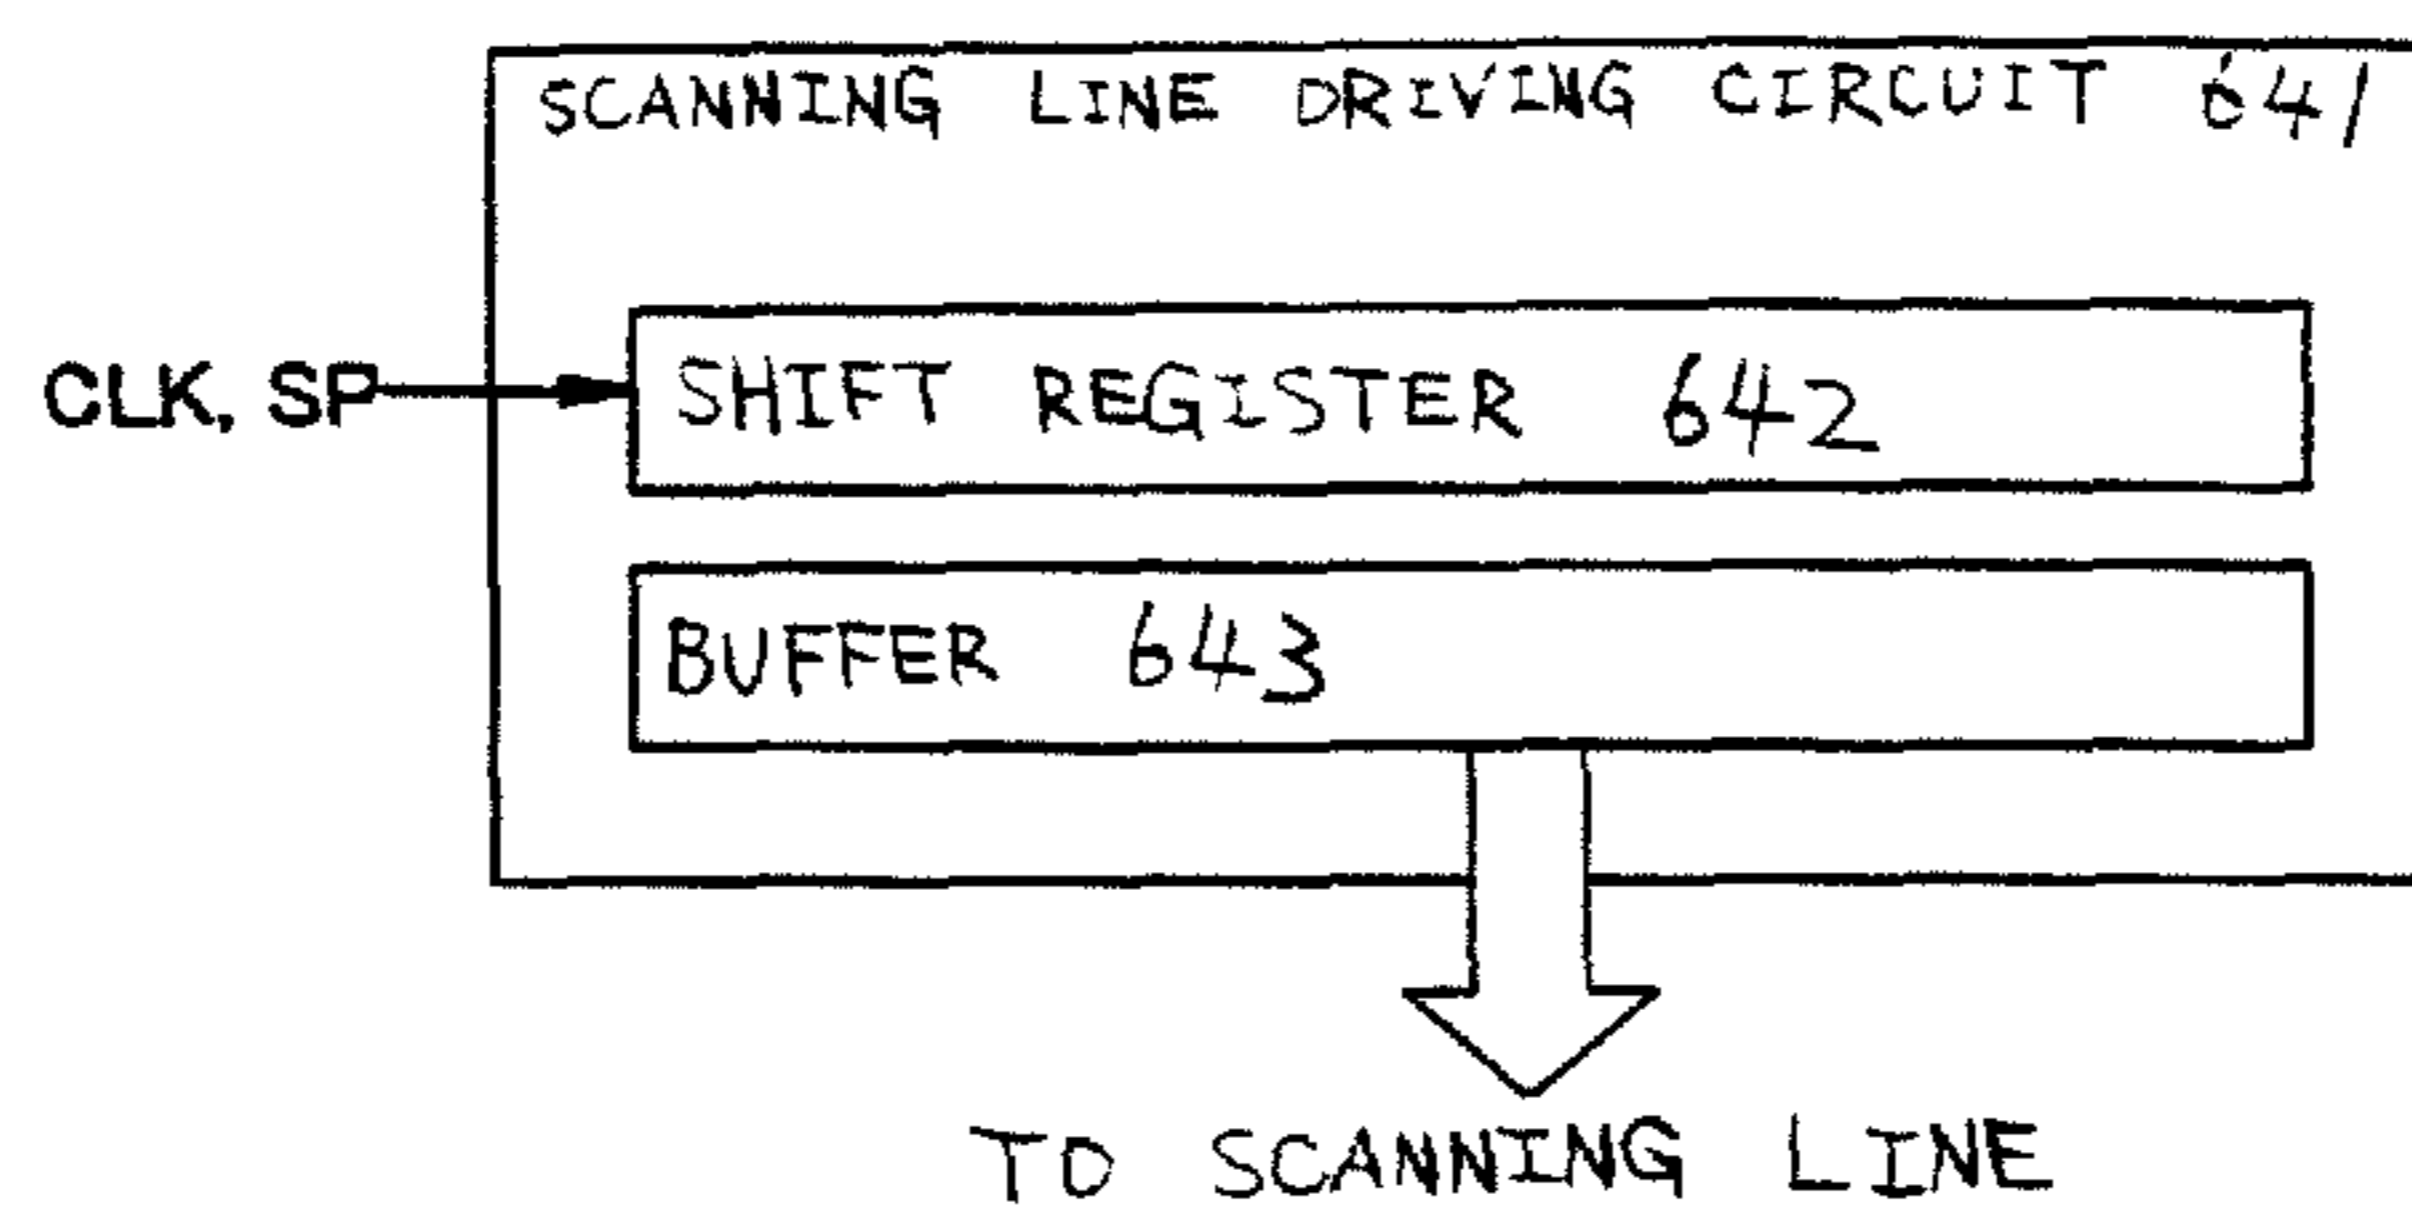 SCANNING LINE DRIVING CIRCUIT 641
CLK, SP
SHIFT REGISTER 642
BUFFER 643
TO SCANNING LINE